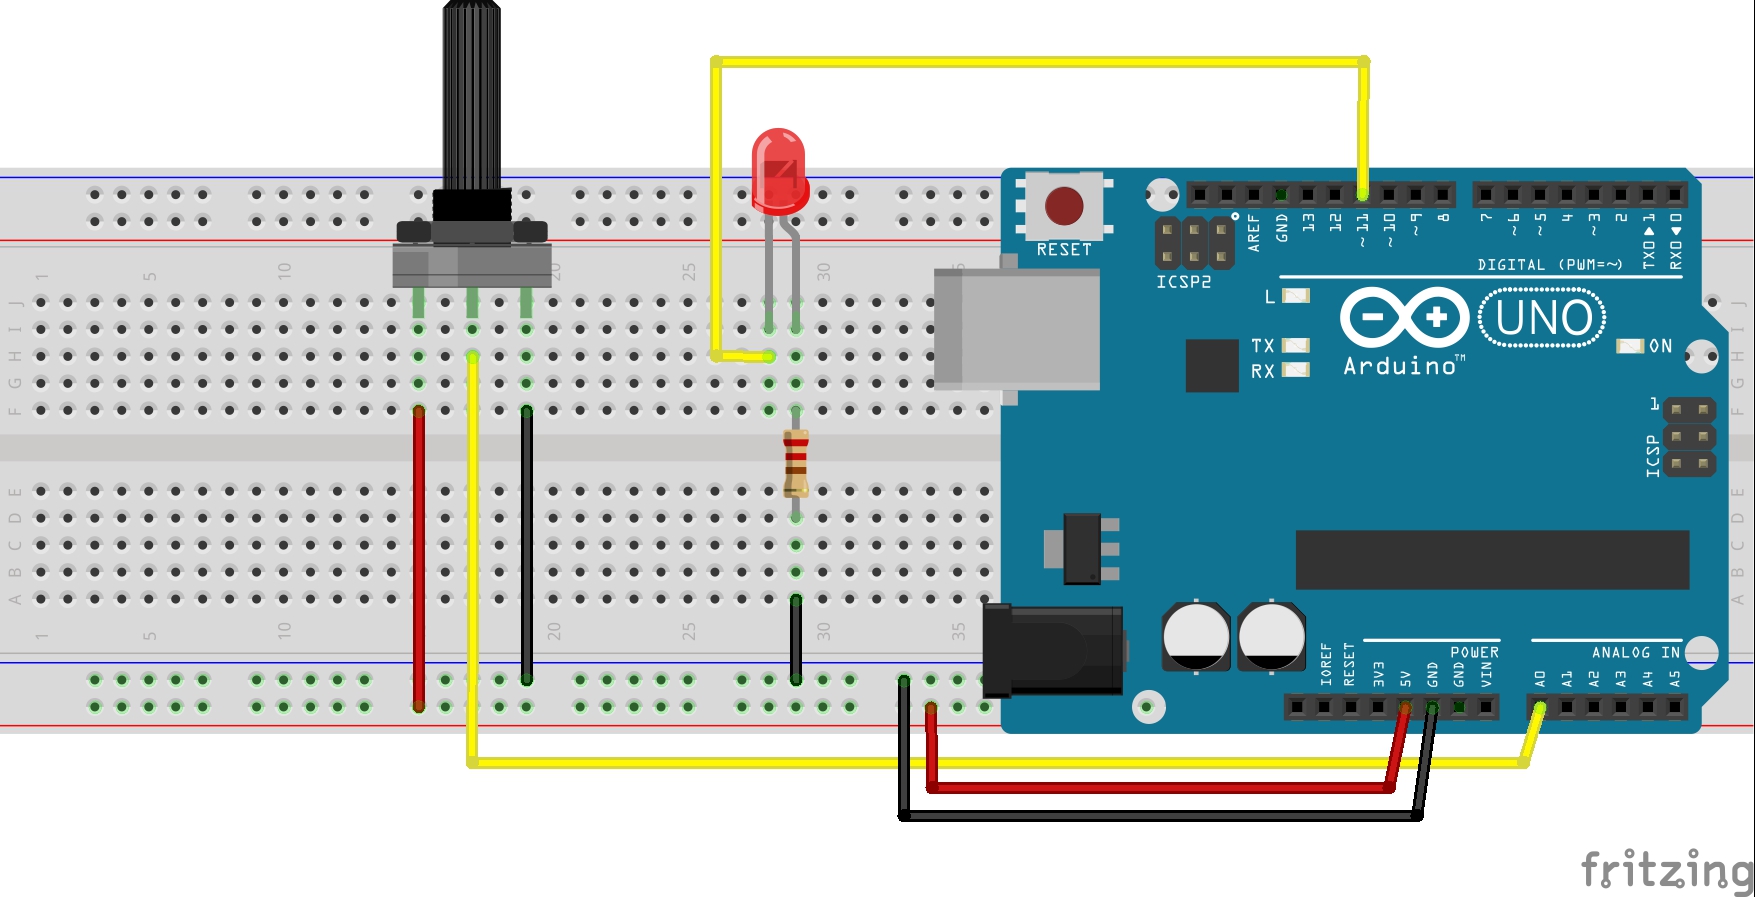 RESET
ICSP2
AREF
GND
13
12
~11
~10
~9
8
7
~6
~5
4
~3
2
TX0▶1
RX0◀0
DIGITAL (PWM=~)
L
TX
RX
UNO
Arduino™
ON
1
ICSP
1
5
10
20
25
30
5
J
I
H
G
F
J
I
H
G
F
E
D
C
B
A
E
D
C
B
A
1
5
10
20
25
30
35
POWER
ANALOG IN
IOREF
RESET
3V3
5V
GND
GND
VIN
A0
A1
A2
A3
A4
A5
fritzing